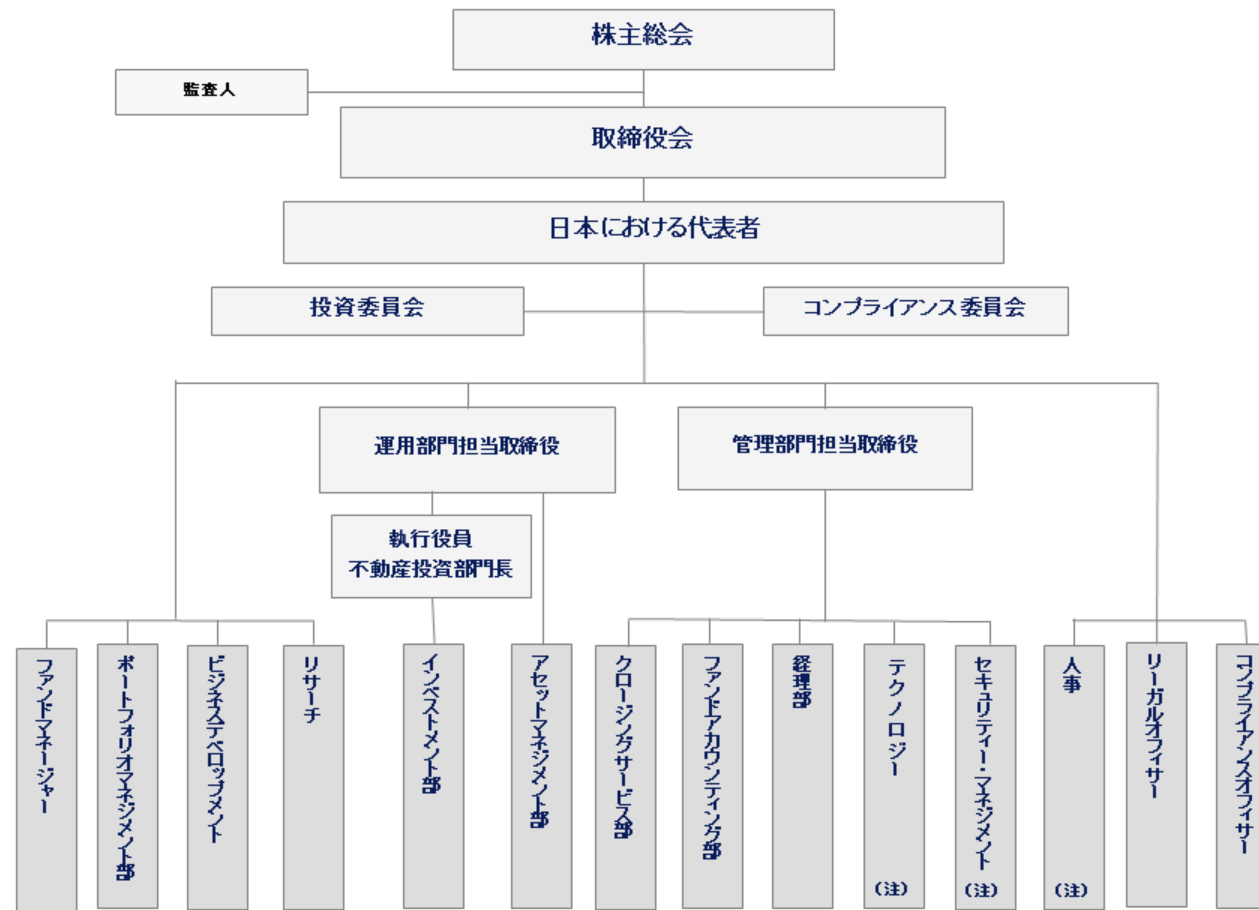 株主総会
監査人
取締役会
日本における代表者
投資委員会
コンプライアンス委員会
運用部門担当取締役
管理部門担当取締役
執行役員
不動産投資部門長
ファンドマネージャー
ポートフォリオマネジメント部
ビジネスデベロップメント
リサーチ
インベストメント部
アセットマネジメント部
クロージングサービス部
ファンドアカウンティング部
経理部
テクノロジー
(注)
セキュリティー・マネジメント
(注)
人事
(注)
リーガルオフィサー
コンプライアンスオフィサー